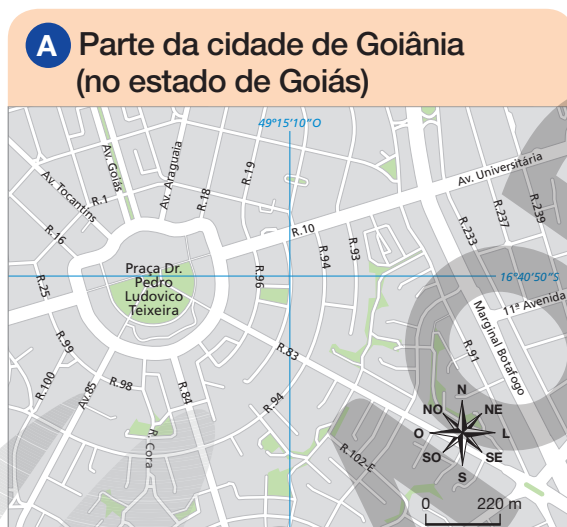 A Parte da cidade de Goiânia
(no estado de Goiás)
49°15'10"O
Av. Goiás
Av. Araguaia
R.18
R.19
Av. Universitária
Av. Tocantins
R.1
R.16
R.10
R.94
R.93
R.233
R.237
R.239
Praça Dr.
Pedro
Ludovico
Teixeira
R.96
16°40'50"S
R.25
11ª Avenida
Marginal Botafogo
R.99
R.83
R.91
R.100
Av.85
R.98
R.84
R.94
R. Cora
R.102-E
N
NO
NE
O
L
SO
SE
S
0 220 m